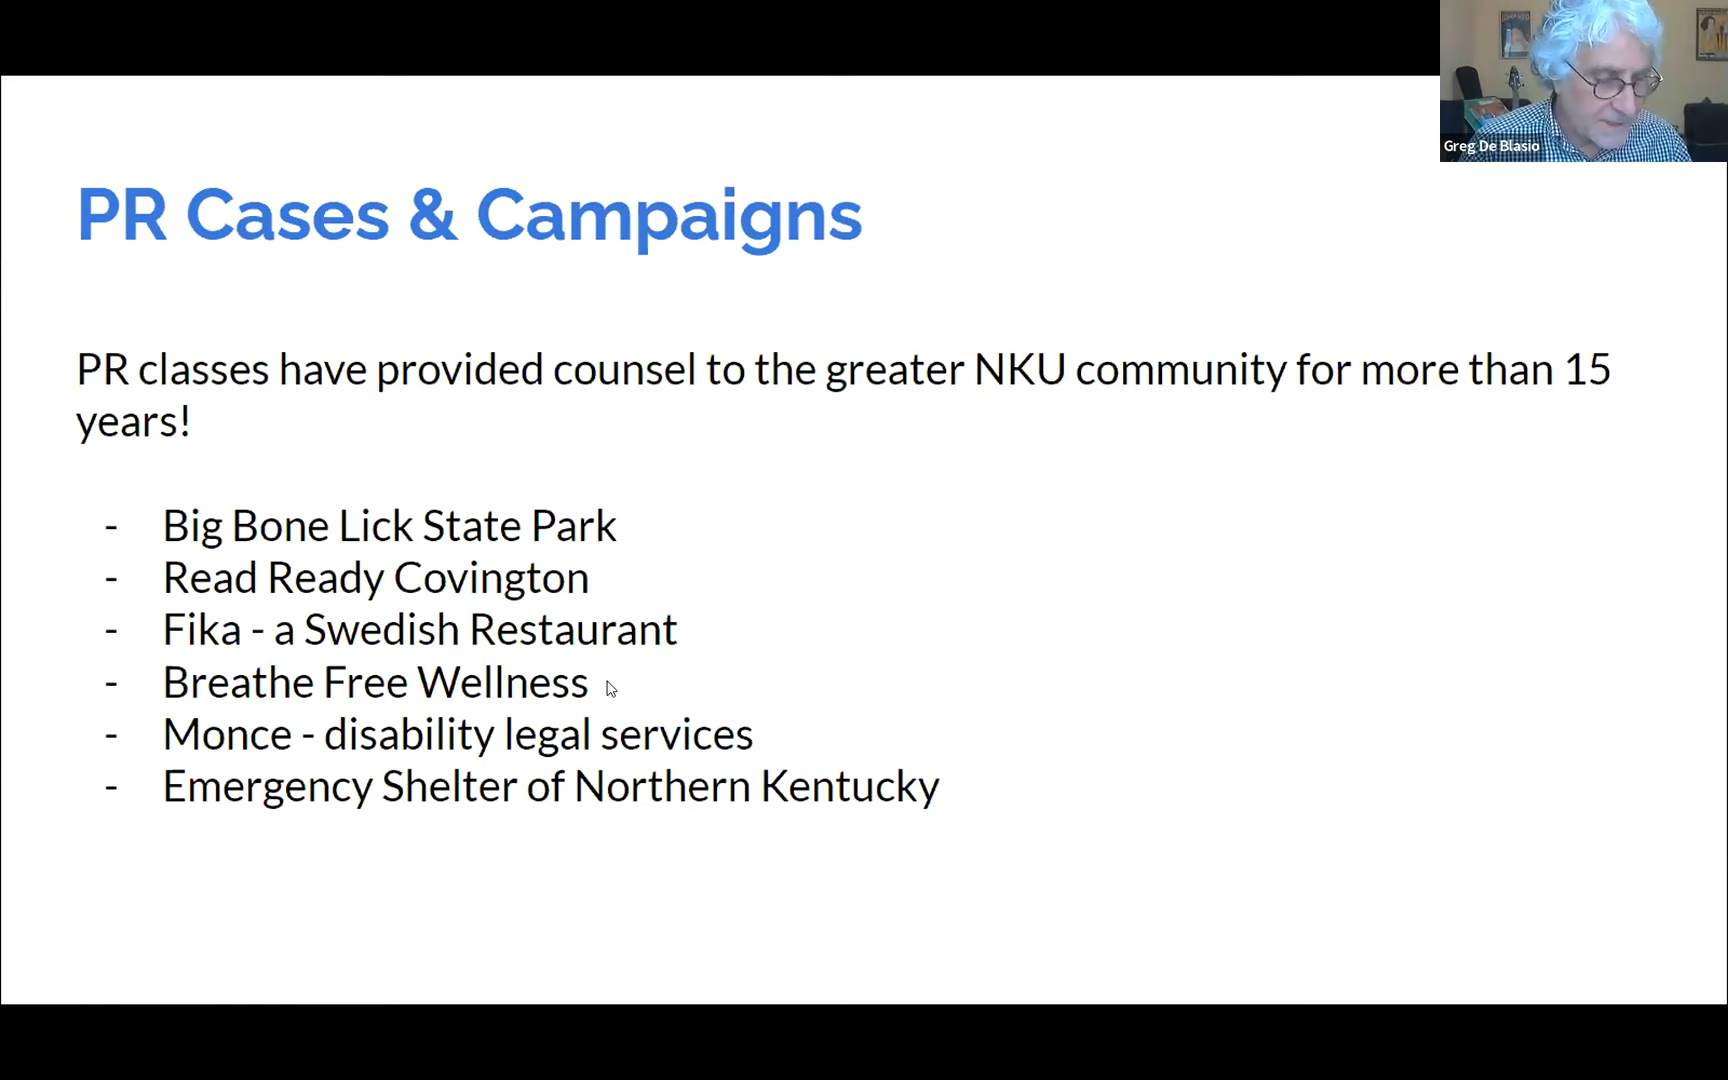 Greg De Blasio
PR Cases & Campaigns
PR classes have provided counsel to the greater NKU community for more than 15
years!
- Big Bone Lick State Park
- Read Ready Covington
- Fika - a Swedish Restaurant
- Breathe Free Wellness
- Monce - disability legal services
- Emergency Shelter of Northern Kentucky